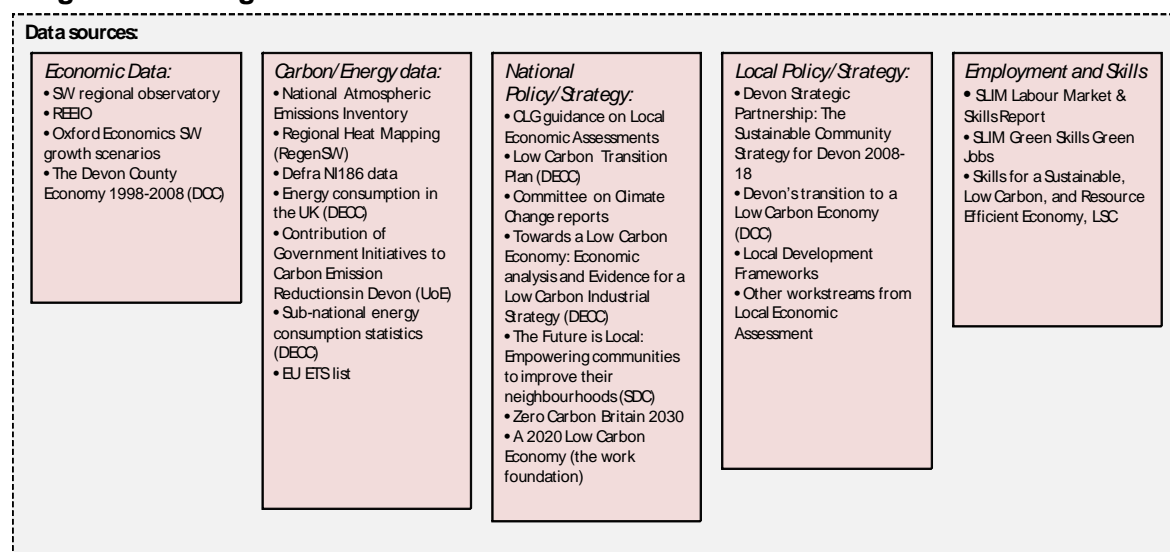 Data sources:
Economic Data:
• SW regional observatory
• REEIO
• Oxford Economics SW
growth scenarios
• The Devon County
Economy 1998-2008 (DCC)
Carbon/Energy data:
• National Atmospheric
Emissions Inventory
• Regional Heat Mapping
(RegenSW)
• Defra NI186 data
• Energy consumption in
the UK (DECC)
• Contribution of
Government Initiatives to
Carbon Emission
Reductions in Devon (UoE)
• Sub-national energy
consumption statistics
(DECC)
• EU ETS list
National
Policy/Strategy:
• CLG guidance on Local
Economic Assessments
• Low Carbon Transition
Plan (DECC)
• Committee on Climate
Change reports
• Towards a Low Carbon
Economy: Economic
analysis and Evidence for a
Low Carbon Industrial
Strategy (DECC)
• The Future is Local:
Empowering communities
to improve their
neighbourhoods (SDC)
• Zero Carbon Britain 2030
• A 2020 Low Carbon
Economy (the work
foundation)
Local Policy/Strategy:
• Devon Strategic
Partnership: The
Sustainable Community
Strategy for Devon 2008-
18
• Devon's transition to a
Low Carbon Economy
(DCC)
• Local Development
Frameworks
• Other workstreams from
Local Economic
Assessment
Employment and Skills
• SLIM Labour Market &
Skills Report
• SLIM Green Skills Green
Jobs
• Skills for a Sustainable,
Low Carbon, and Resource
Efficient Economy, LSC